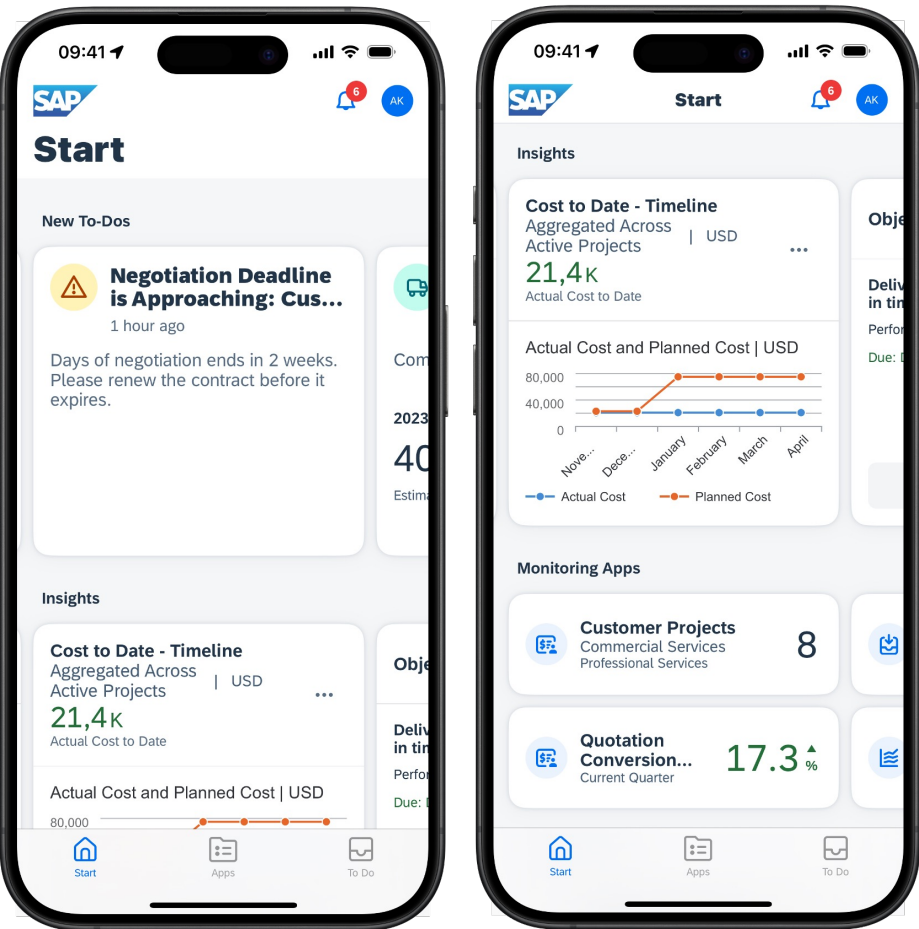 09:41
SAP
6
AK
Start
New To-Dos
Negotiation Deadline
is Approaching: Cus...
1 hour ago
Days of negotiation ends in 2 weeks.
Please renew the contract before it
expires.
Com
2023
40
Estima
Insights
Cost to Date - Timeline
Aggregated Across
Active Projects | USD
...
21,4 K
Actual Cost to Date
Actual Cost and Planned Cost | USD
80,000
Obje
Deliv
in tin
Perfor
Due: D
Start
Apps
To Do
09:41
SAP
Start
6
AK
Insights
Cost to Date - Timeline
Aggregated Across
Active Projects | USD
...
21,4 K
Actual Cost to Date
Actual Cost and Planned Cost | USD
80,000
40,000
0
Nove...
Dece...
January
February
March
April
Actual Cost
Planned Cost
Obje
Deliv
in tin
Perfor
Due: D
Monitoring Apps
Customer Projects
Commercial Services
Professional Services
8
Quotation
Conversion...
Current Quarter
17.3
%
Start
Apps
To Do